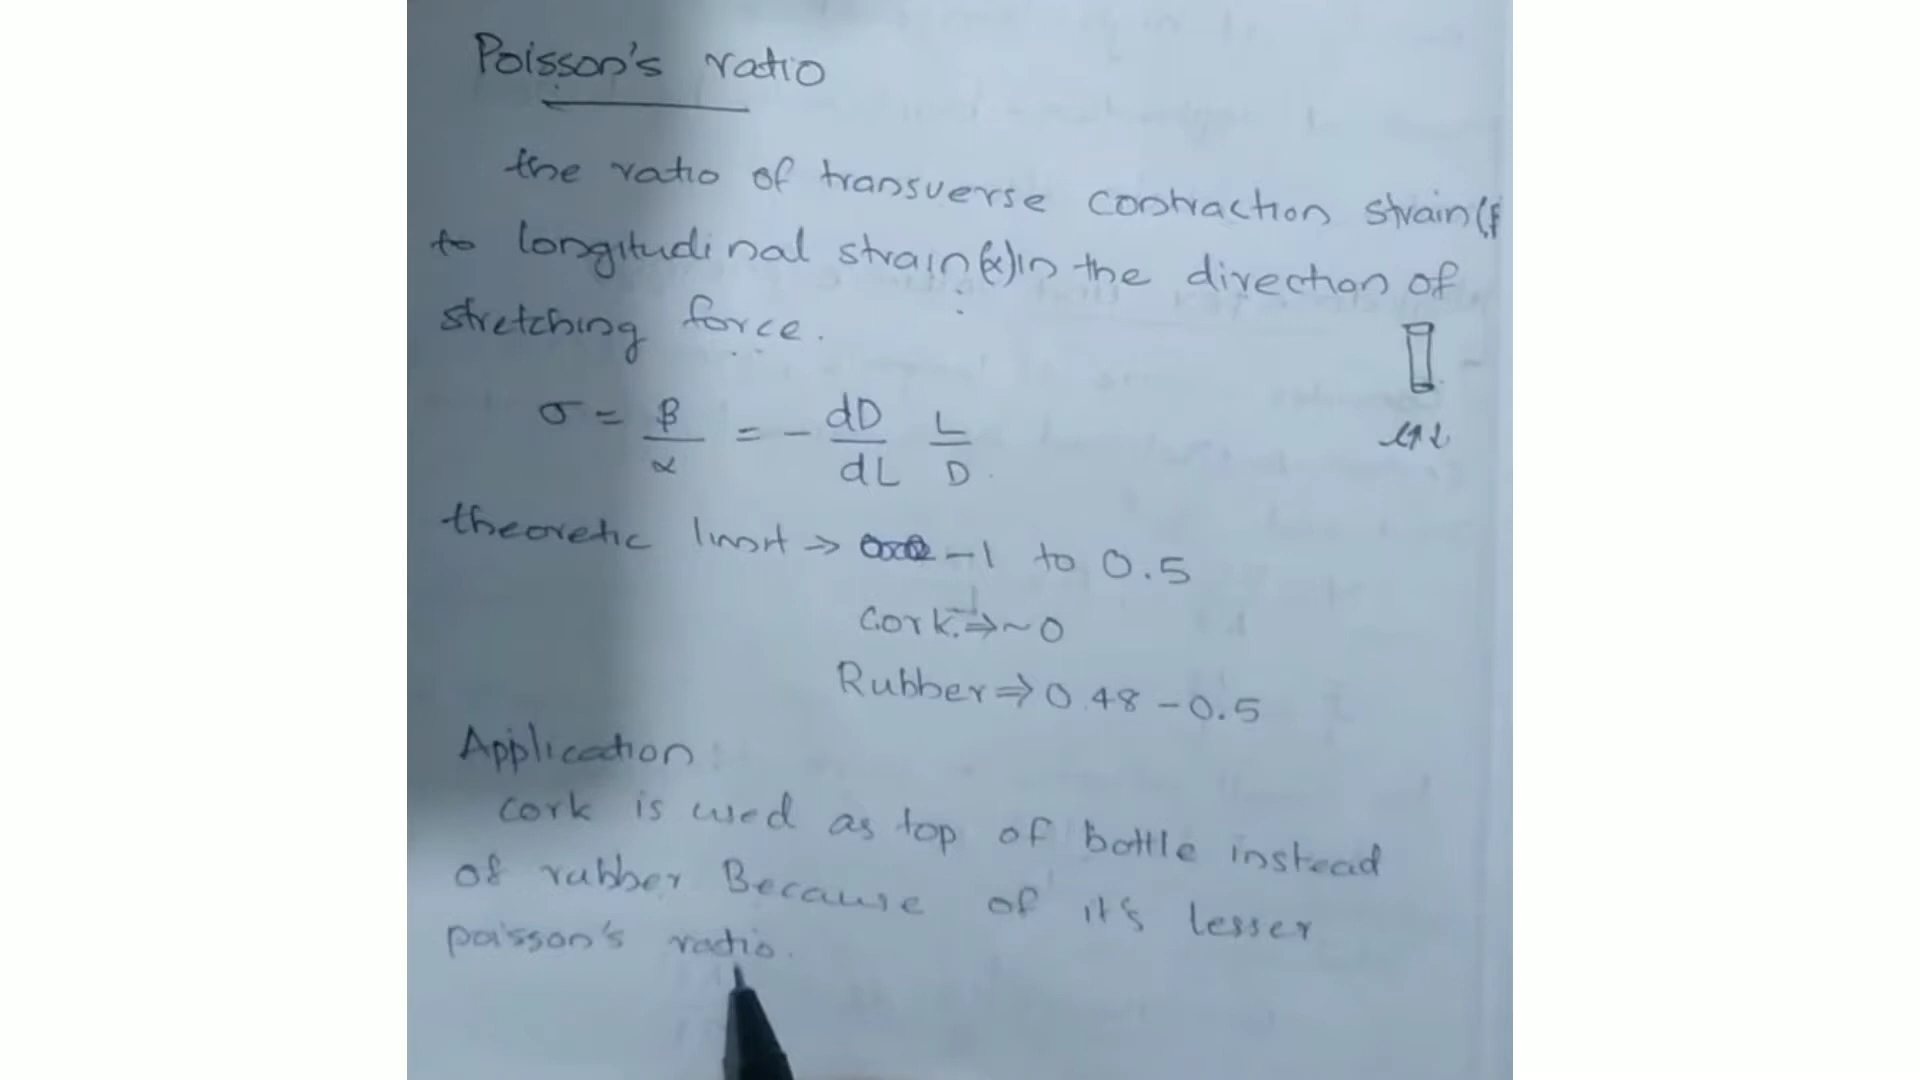 Poisson's ratio
the ratio of transverse contraction strain(β
to longitudinal strain(α)in the direction of
stretching force.
σ = β/α = - dD/dL L/D
theoretic limit → -1 to 0.5
Cork ⇒ ~0
Rubber ⇒ 0.48 - 0.5
Application
cork is used as top of bottle instead
of rubber Because of it's lesser
poisson's ratio.